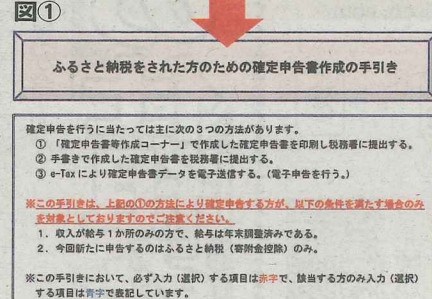 図①
ふるさと納税をされた方のための確定申告書作成の手引き
確定申告を行うに当たっては主に次の３つの方法があります。
① 「確定申告書等作成コーナー」で作成した確定申告書を印刷し税務署に提出する。
② 手書きで作成した確定申告書を税務署に提出する。
③ e-Tax により確定申告書データを電子送信する。（電子申告を行う。）
※この手引きは、上記の①の方法により確定申告する方が、以下の条件を満たす場合のみ
を対象としておりますのでご注意ください。
１．収入が給与１か所のみの方で、給与は年末調整済みである。
２．今回新たに申告するのはふるさと納税（寄附金控除）のみ。
※この手引きにおいて、必ず入力（選択）する項目は赤字で、該当する方のみ入力（選択）
する項目は青字で表記しています。